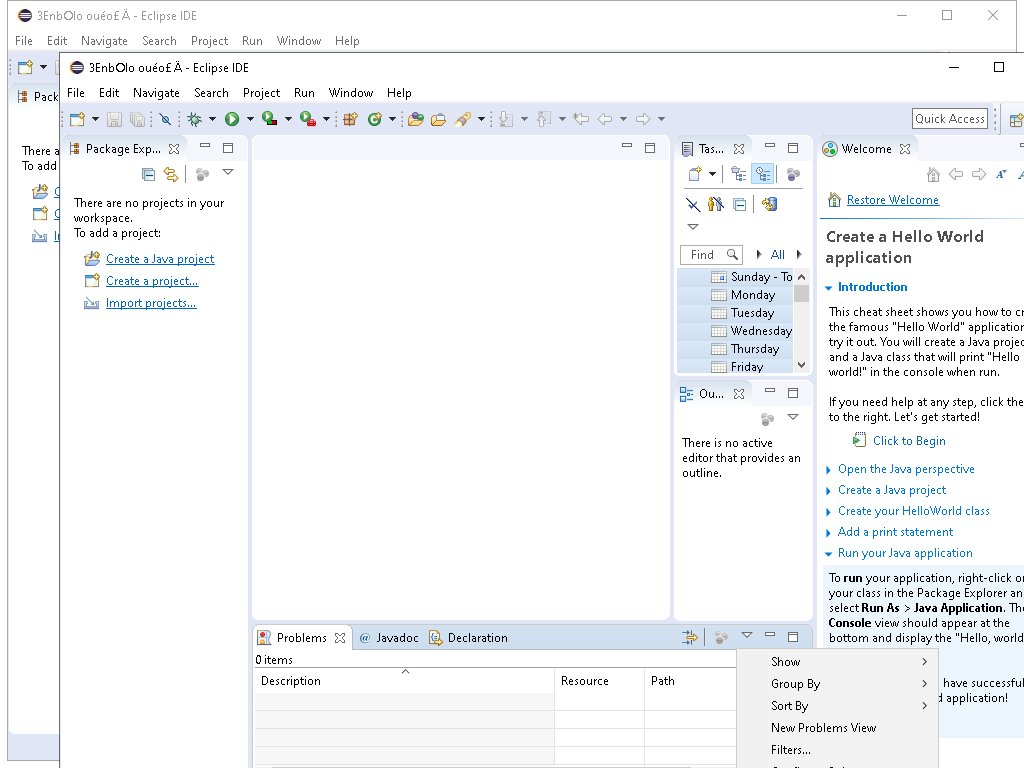 3EnbOlo ouéo£ Ä - Eclipse IDE
File Edit Navigate Search Project Run Window Help
Pack
There a
To add
3EnbOlo ouéo£ Ä - Eclipse IDE
File Edit Navigate Search Project Run Window Help
Quick Access
Package Exp...
There are no projects in your
workspace.
To add a project:
Create a Java project
Create a project...
Import projects...
Tas...
Find
All
Sunday - To
Monday
Tuesday
Wednesday
Thursday
Friday
Ou...
There is no active
editor that provides an
outline.
Welcome
Restore Welcome
Create a Hello World
application
Introduction
This cheat sheet shows you how to cr
the famous "Hello World" application
try it out. You will create a Java projec
and a Java class that will print "Hello
world!" in the console when run.
If you need help at any step, click the
to the right. Let's get started!
Click to Begin
Open the Java perspective
Create a Java project
Create your HelloWorld class
Add a print statement
Run your Java application
To run your application, right-click on
your class in the Package Explorer an
select Run As > Java Application. The
Console view should appear at the
bottom and display the "Hello, world
have successful
d application!
Problems
@ Javadoc
Declaration
0 items
Description Resource Path
Show
Group By
Sort By
New Problems View
Filters...